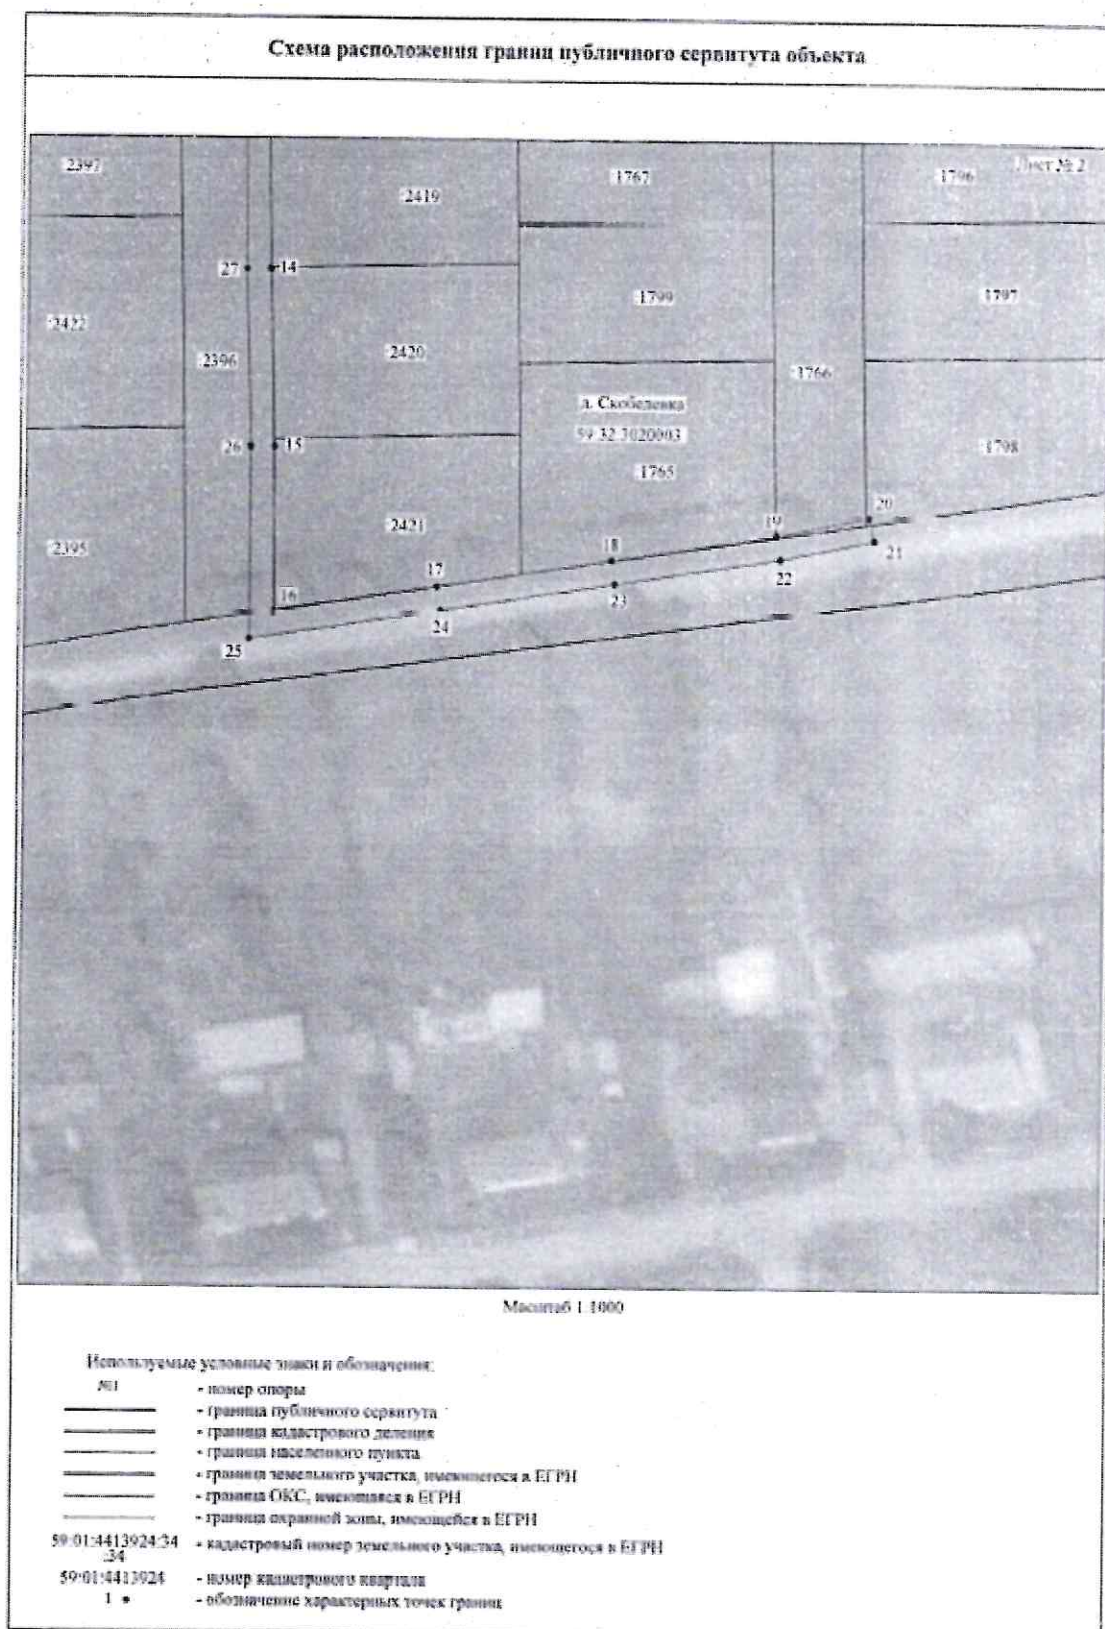 Схема расположения границ публичного сервитута объекта
Лист № 2
:2397
:2419
:1767
:1796
27
14
:2422
:1799
:1797
:2396
:2420
:1766
д. Скобелевка
59:32:3020003
26
15
:1765
:1798
:2395
:2421
19
20
18
21
17
22
16
23
24
25
Масштаб 1:1000
Используемые условные знаки и обозначения:
№1 - номер опоры
- граница публичного сервитута
- граница кадастрового деления
- граница населенного пункта
- граница земельного участка, имеющегося в ЕГРН
- граница ОКС, имеющаяся в ЕГРН
- граница охранной зоны, имеющейся в ЕГРН
59:01:4413924:34 - кадастровый номер земельного участка, имеющегося в ЕГРН
:34
59:01:4413924 - номер кадастрового квартала
1 - обозначение характерных точек границ